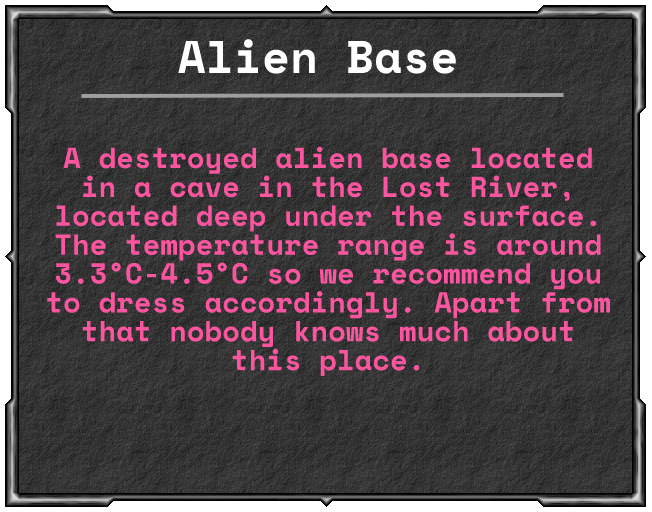 Alien Base
A destroyed alien base located
in a cave in the Lost River,
located deep under the surface.
The temperature range is around
3.3°C-4.5°C so we recommend you
to dress accordingly. Apart from
that nobody knows much about
this place.